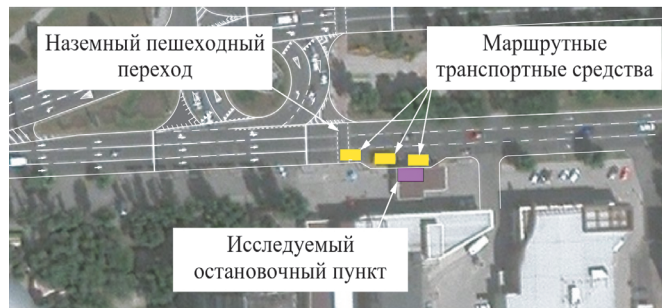 Наземный пешеходный
переход
Маршрутные
транспортные средства
Исследуемый
остановочный пункт